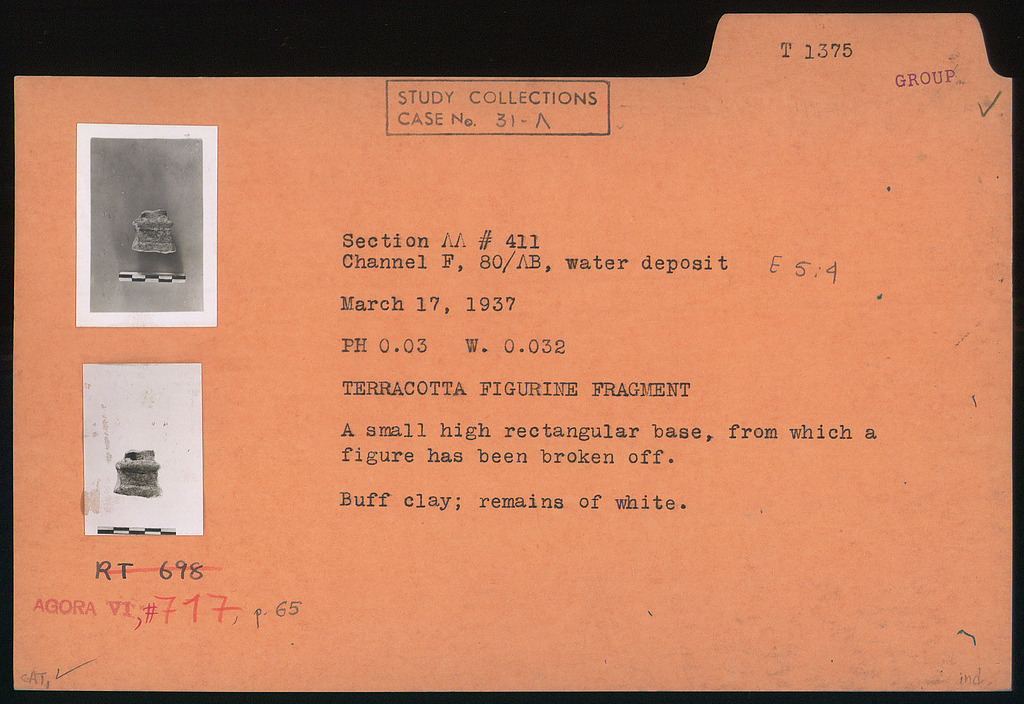 T 1375
GROUP
STUDY COLLECTIONS
CASE No. 31-Λ
Section ΛΛ # 411
Channel F, 80/ΛB, water deposit E 5:4
March 17, 1937
PH 0.03 W. 0.032
TERRACOTTA FIGURINE FRAGMENT
A small high rectangular base, from which a
figure has been broken off.
Buff clay; remains of white.
RT 698
AGORA VI, #717, p. 65
CAT,
ind.